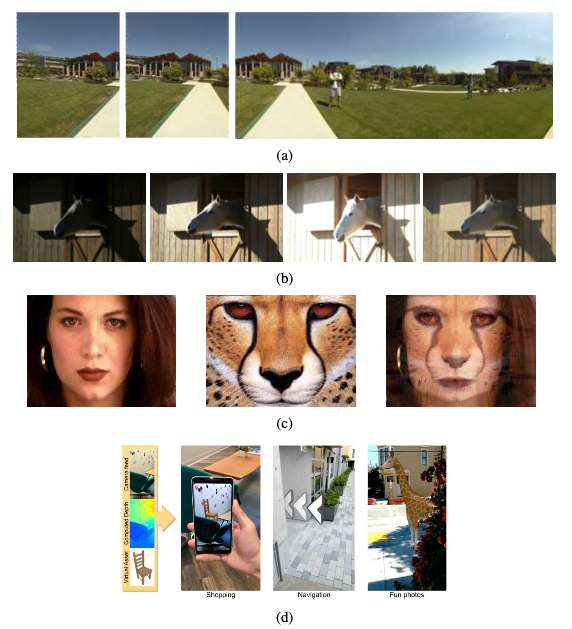 (a)
(b)
(c)
Camera feed
Computed Depth
Virtual Asset
Shopping
Navigation
Fun photos
(d)